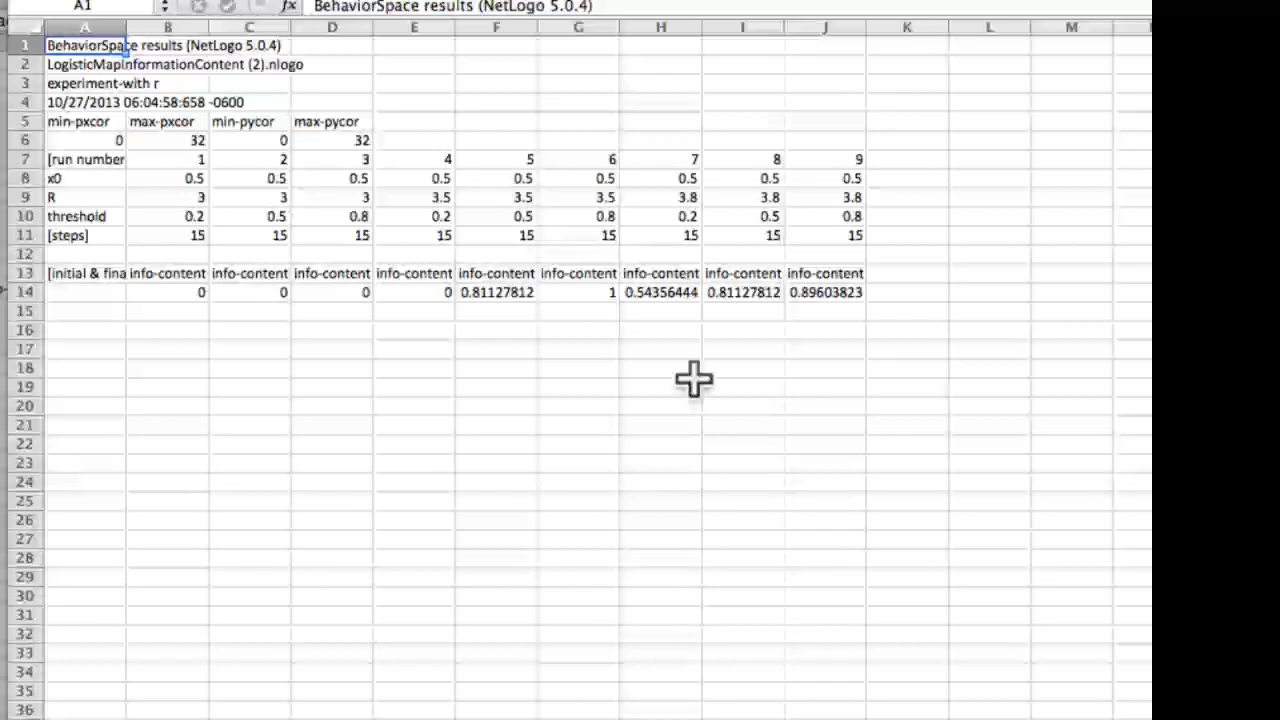 A1 fx BehaviorSpace results (NetLogo 5.0.4)
A B C D E F G H I J K L M
1 BehaviorSpace results (NetLogo 5.0.4)
2 LogisticMapInformationContent (2).nlogo
3 experiment-with r
4 10/27/2013 06:04:58:658 -0600
5 min-pxcor max-pxcor min-pycor max-pycor
6 0 32 0 32
7 [run number 1 2 3 4 5 6 7 8 9
8 x0 0.5 0.5 0.5 0.5 0.5 0.5 0.5 0.5 0.5
9 R 3 3 3 3.5 3.5 3.5 3.8 3.8 3.8
10 threshold 0.2 0.5 0.8 0.2 0.5 0.8 0.2 0.5 0.8
11 [steps] 15 15 15 15 15 15 15 15 15
12
13 [initial & fina info-content info-content info-content info-content info-content info-content info-content info-content info-content
14 0 0 0 0 0.81127812 1 0.54356444 0.81127812 0.89603823
15
16
17
18
19
20
21
22
23
24
25
26
27
28
29
30
31
32
33
34
35
36